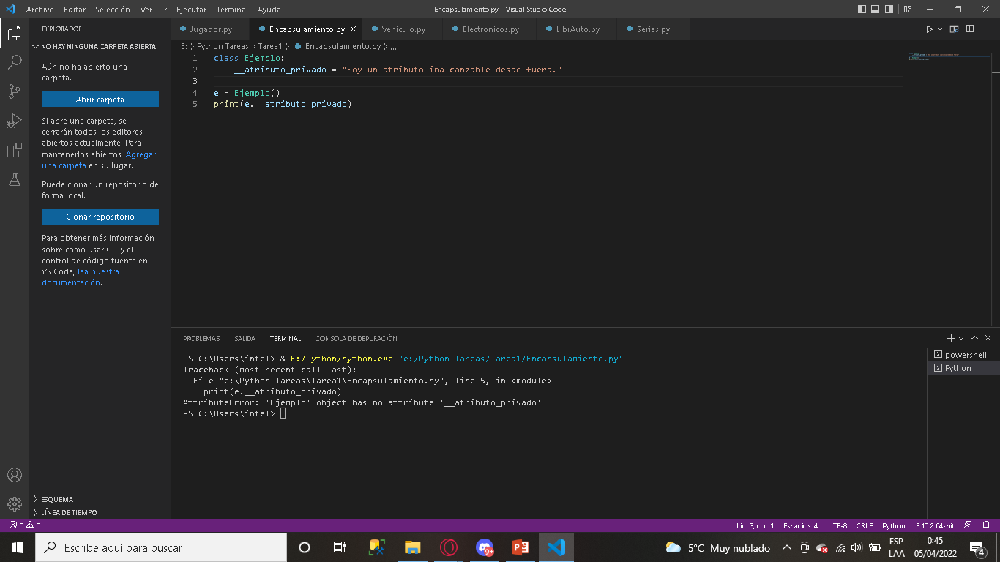 Archivo Editar Selección Ver Ir Ejecutar Terminal Ayuda
Encapsulamiento.py - Visual Studio Code
EXPLORADOR
NO HAY NINGUNA CARPETA ABIERTA
Aún no ha abierto una
carpeta.
Abrir carpeta
Si abre una carpeta, se
cerrarán todos los editores
abiertos actualmente. Para
mantenerlos abiertos, Agregar
una carpeta en su lugar.
Puede clonar un repositorio de
forma local.
Clonar repositorio
Para obtener más información
sobre cómo usar GIT y el
control de código fuente en
VS Code, lea nuestra
documentación.
ESQUEMA
LÍNEA DE TIEMPO
Jugador.py Encapsulamiento.py Vehiculo.py Electronicos.py LibrAuto.py Series.py
E: > Python Tareas > Tarea1 > Encapsulamiento.py > ...
1 class Ejemplo:
2 __atributo_privado = "Soy un atributo inalcanzable desde fuera."
3
4 e = Ejemplo()
5 print(e.__atributo_privado)
PROBLEMAS SALIDA TERMINAL CONSOLA DE DEPURACIÓN
PS C:\Users\intel> & E:/Python/python.exe "e:/Python Tareas/Tarea1/Encapsulamiento.py"
Traceback (most recent call last):
File "e:\Python Tareas\Tarea1\Encapsulamiento.py", line 5, in <module>
print(e.__atributo_privado)
AttributeError: 'Ejemplo' object has no attribute '__atributo_privado'
PS C:\Users\intel>
powershell
Python
0 0
Lín. 3, col. 1 Espacios: 4 UTF-8 CRLF Python 3.10.2 64-bit
Escribe aquí para buscar
9+
5°C Muy nublado
ESP
LAA
0:45
05/04/2022
4